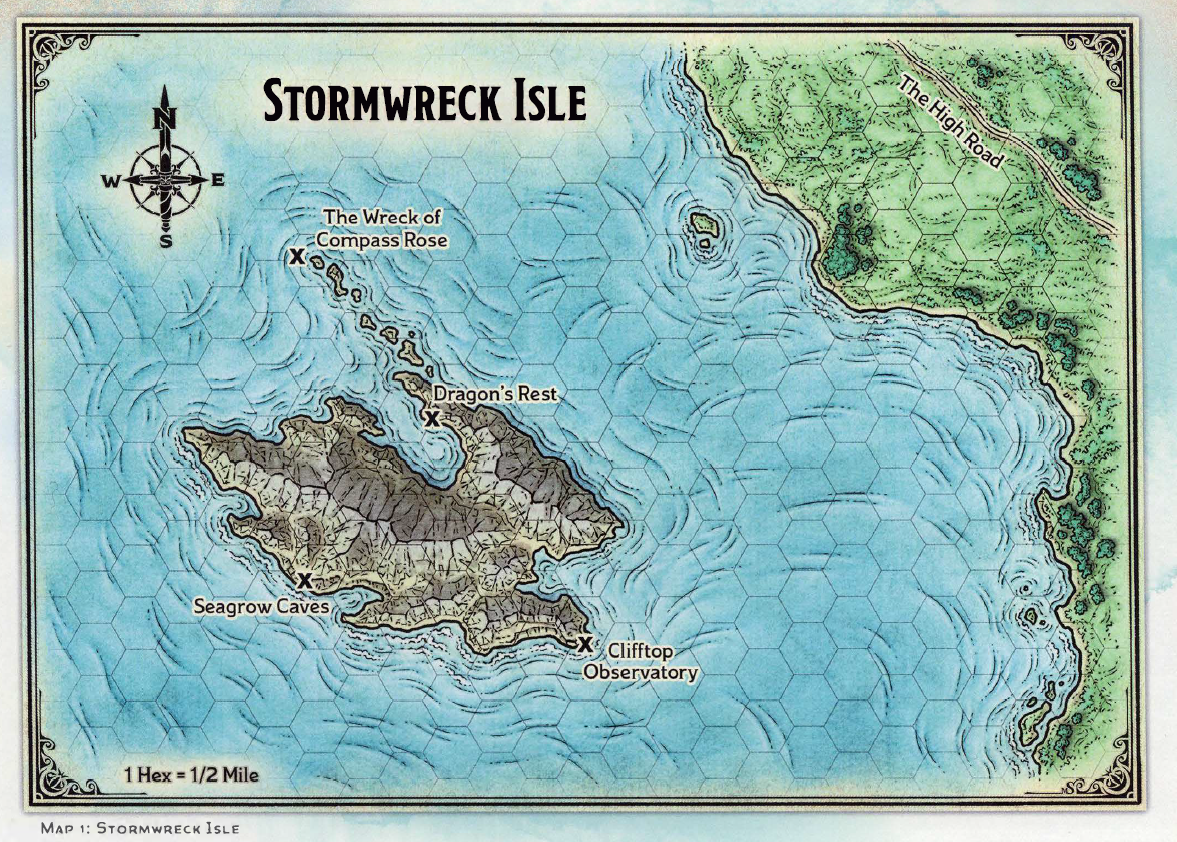 Stormwreck Isle
The High Road
N
W E
S
The Wreck of
Compass Rose
X
Dragon's Rest
X
X
Seagrow Caves
X
Clifftop
Observatory
1 Hex = 1/2 Mile
Map 1: Stormwreck Isle